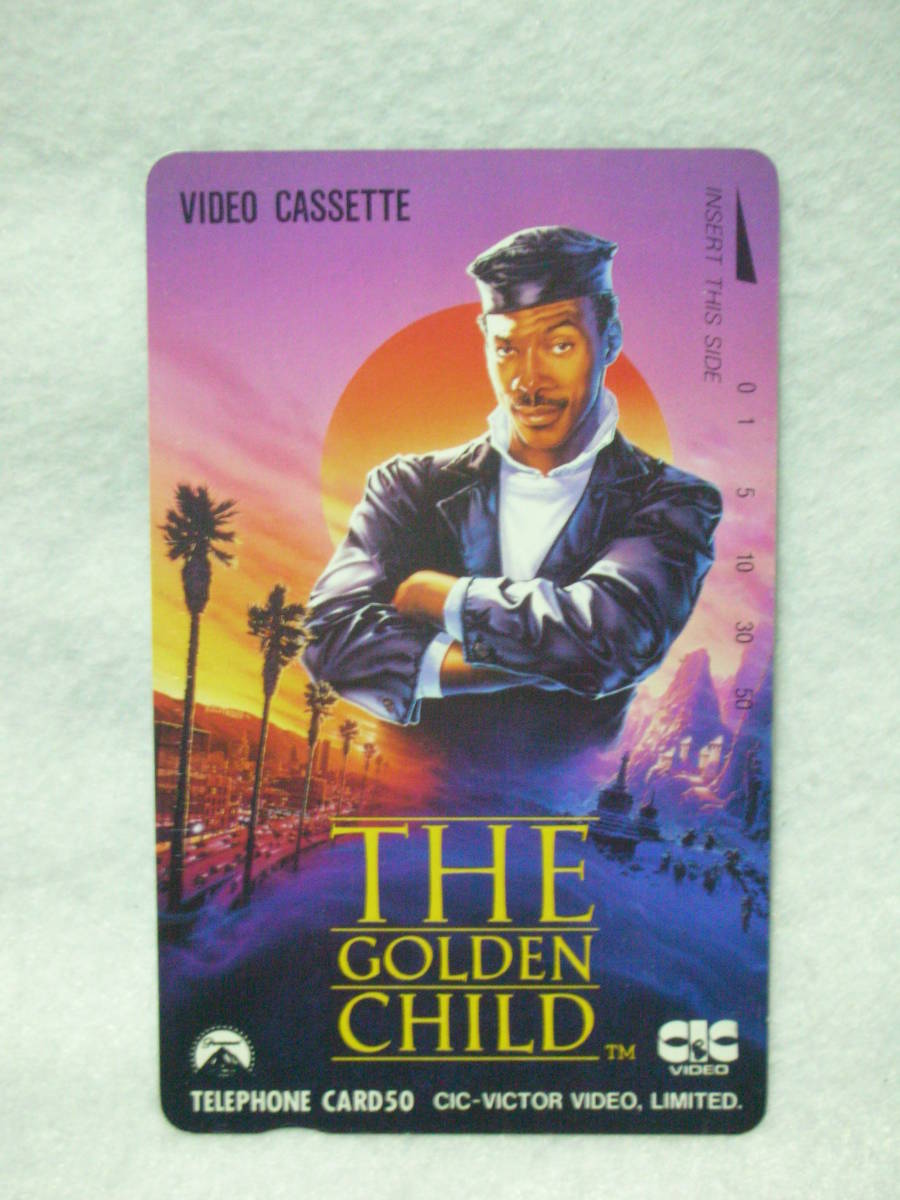 VIDEO CASSETTE
INSERT THIS SIDE
0 1 5 10 30 50
THE
GOLDEN
CHILD TM
Paramount
CIC
VIDEO
TELEPHONE CARD50 CIC-VICTOR VIDEO, LIMITED.